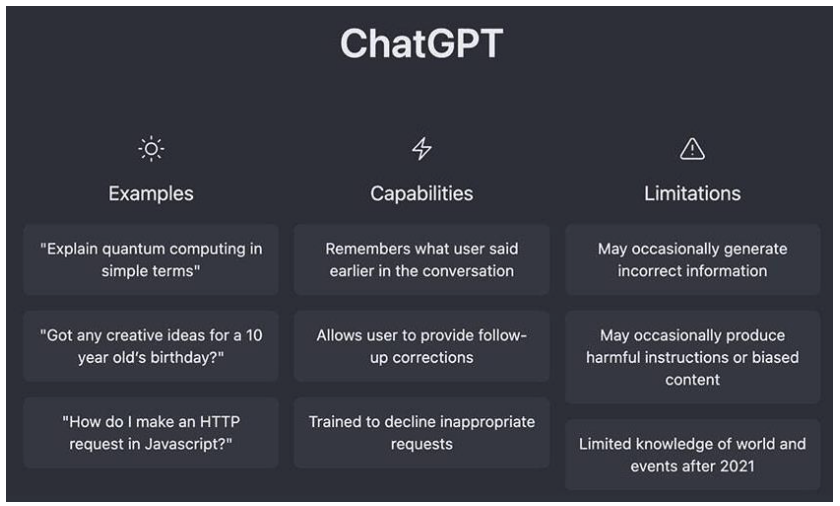 ChatGPT
Examples
"Explain quantum computing in
simple terms"
"Got any creative ideas for a 10
year old's birthday?"
"How do I make an HTTP
request in Javascript?"
Capabilities
Remembers what user said
earlier in the conversation
Allows user to provide follow-
up corrections
Trained to decline inappropriate
requests
Limitations
May occasionally generate
incorrect information
May occasionally produce
harmful instructions or biased
content
Limited knowledge of world and
events after 2021